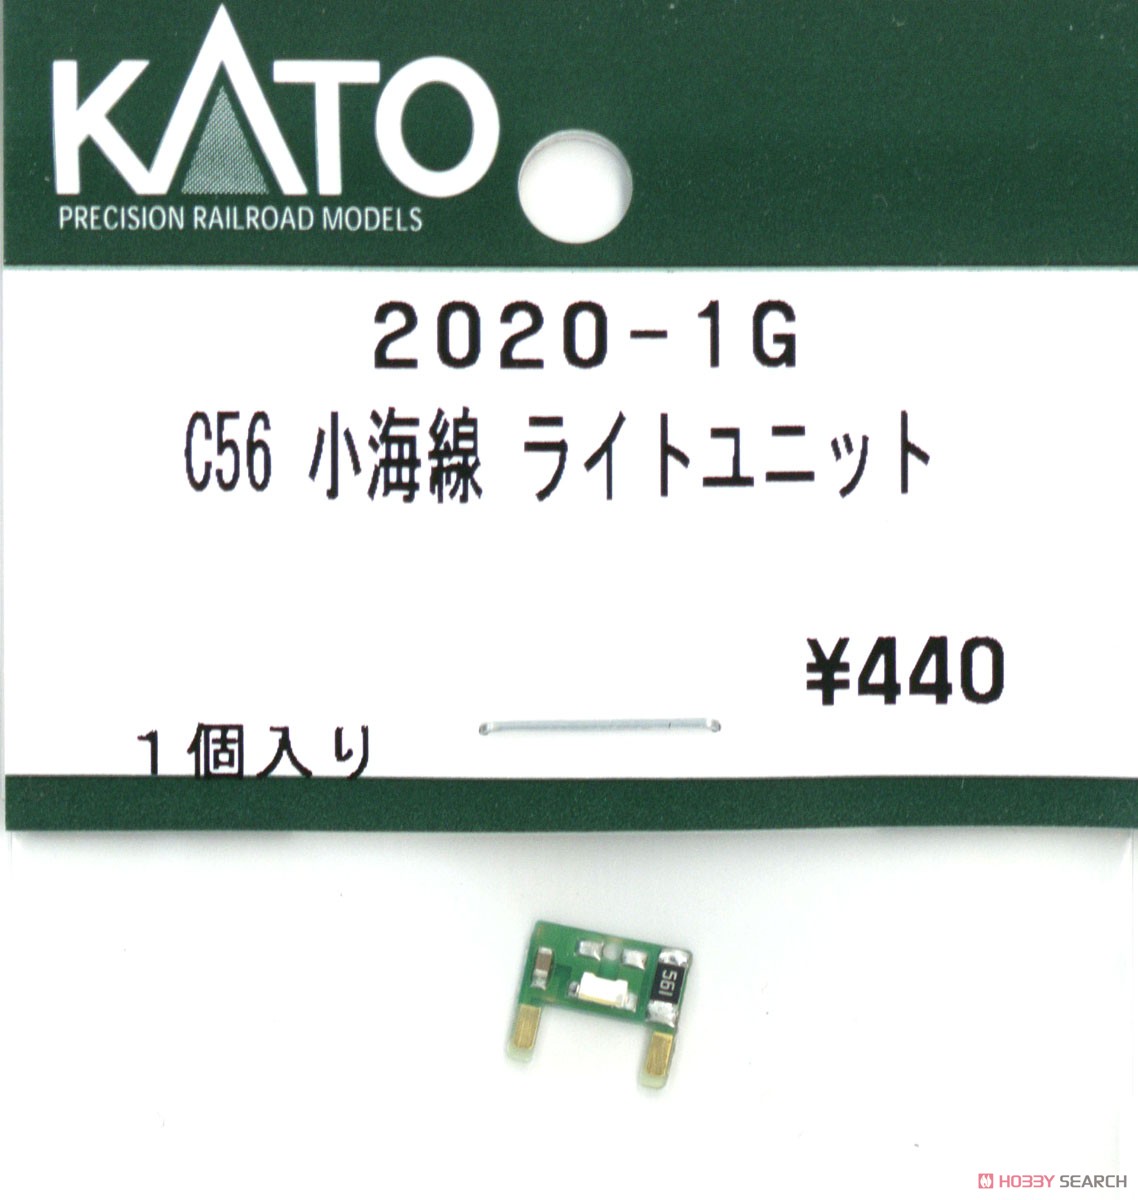 KATO
PRECISION RAILROAD MODELS
2020-1G
C56 小海線 ライトユニット
¥440
1個入り
561
HOBBY SEARCH